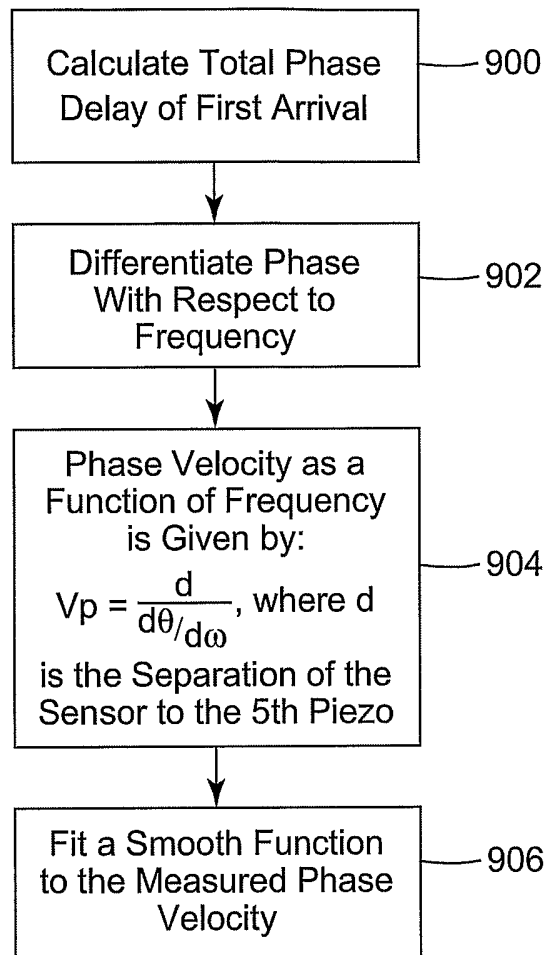 Calculate Total Phase
Delay of First Arrival
900
Differentiate Phase
With Respect to
Frequency
902
Phase Velocity as a
Function of Frequency
is Given by:
Vp = d / dθ/dω, where d
is the Separation of the
Sensor to the 5th Piezo
904
Fit a Smooth Function
to the Measured Phase
Velocity
906